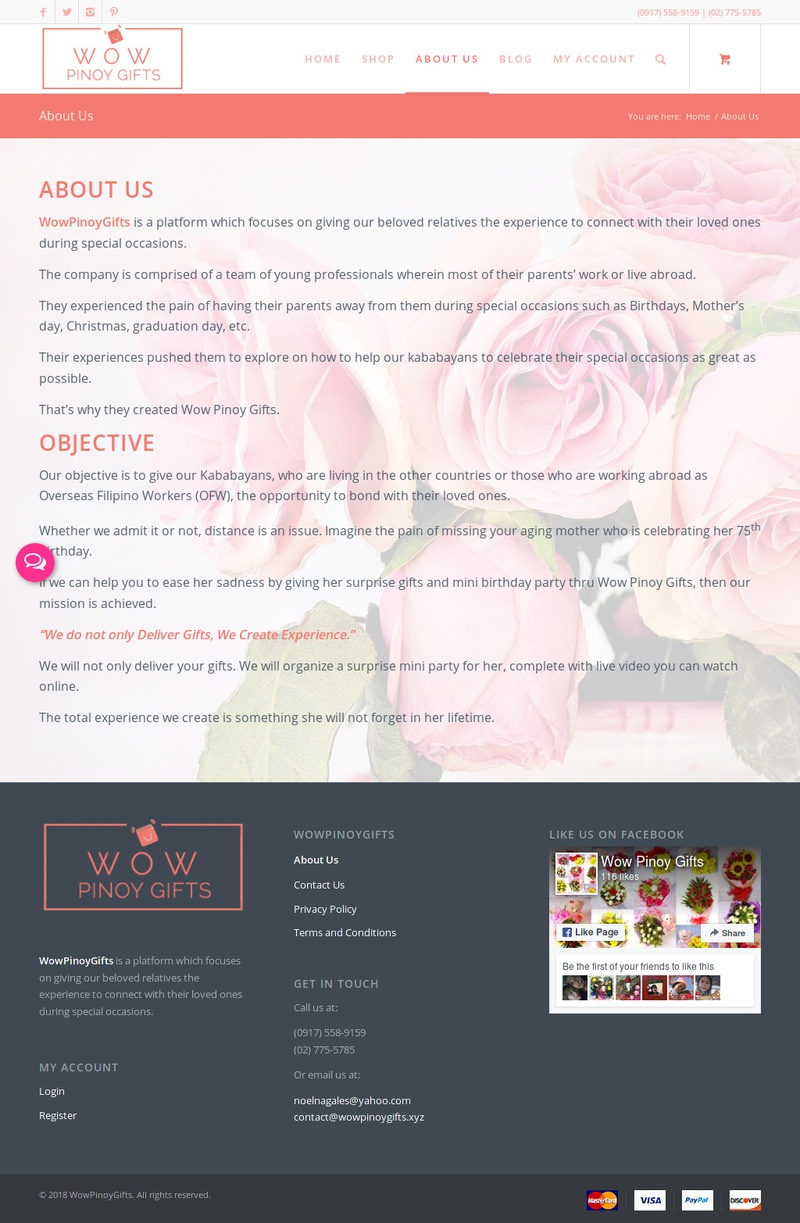 (0917) 558-9159 | (02) 775-5785
WOW
PINOY GIFTS
HOME
SHOP
ABOUT US
BLOG
MY ACCOUNT
About Us
You are here: Home / About Us
ABOUT US
WowPinoyGifts is a platform which focuses on giving our beloved relatives the experience to connect with their loved ones
during special occasions.
The company is comprised of a team of young professionals wherein most of their parents’ work or live abroad.
They experienced the pain of having their parents away from them during special occasions such as Birthdays, Mother’s
day, Christmas, graduation day, etc.
Their experiences pushed them to explore on how to help our kababayans to celebrate their special occasions as great as
possible.
That’s why they created Wow Pinoy Gifts.
OBJECTIVE
Our objective is to give our Kababayans, who are living in the other countries or those who are working abroad as
Overseas Filipino Workers (OFW), the opportunity to bond with their loved ones.
Whether we admit it or not, distance is an issue. Imagine the pain of missing your aging mother who is celebrating her 75th
birthday.
If we can help you to ease her sadness by giving her surprise gifts and mini birthday party thru Wow Pinoy Gifts, then our
mission is achieved.
“We do not only Deliver Gifts, We Create Experience.”
We will not only deliver your gifts. We will organize a surprise mini party for her, complete with live video you can watch
online.
The total experience we create is something she will not forget in her lifetime.
WOW
PINOY GIFTS
WowPinoyGifts is a platform which focuses
on giving our beloved relatives the
experience to connect with their loved ones
during special occasions.
MY ACCOUNT
Login
Register
WOWPINOYGIFTS
About Us
Contact Us
Privacy Policy
Terms and Conditions
GET IN TOUCH
Call us at:
(0917) 558-9159
(02) 775-5785
Or email us at:
noelnagales@yahoo.com
contact@wowpinoygifts.xyz
LIKE US ON FACEBOOK
Wow Pinoy Gifts
116 likes
Like Page
Share
Be the first of your friends to like this
© 2018 WowPinoyGifts. All rights reserved.
MasterCard
VISA
PayPal
DISCOVER